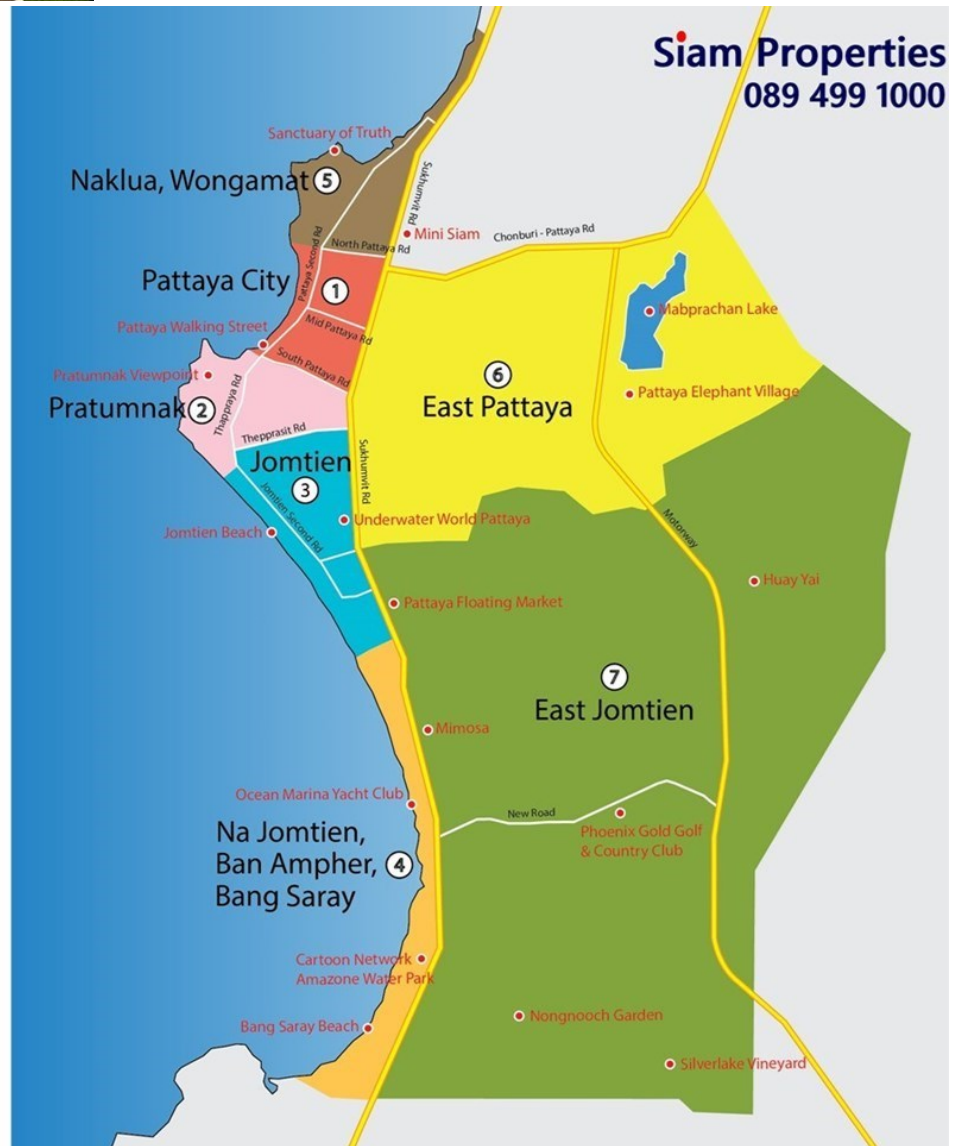 Siam Properties
089 499 1000
Sanctuary of Truth
Naklua, Wongamat 5
Sukhumvit Rd
Mini Siam
Chonburi - Pattaya Rd
North Pattaya Rd
Pattaya Second Rd
Pattaya City
1
Mabprachan Lake
Mid Pattaya Rd
Pattaya Walking Street
South Pattaya Rd
Pratumnak Viewpoint
6
East Pattaya
Pattaya Elephant Village
Pratumnak 2
Thappraya Rd
Thepprasit Rd
Jomtien
3
Sukhumvit Rd
Jomtien Second Rd
Underwater World Pattaya
Jomtien Beach
Motorway
Huay Yai
Pattaya Floating Market
7
East Jomtien
Mimosa
Ocean Marina Yacht Club
New Road
Phoenix Gold Golf
& Country Club
Na Jomtien,
Ban Ampher, 4
Bang Saray
Cartoon Network
Amazone Water Park
Nongnooch Garden
Bang Saray Beach
Silverlake Vineyard